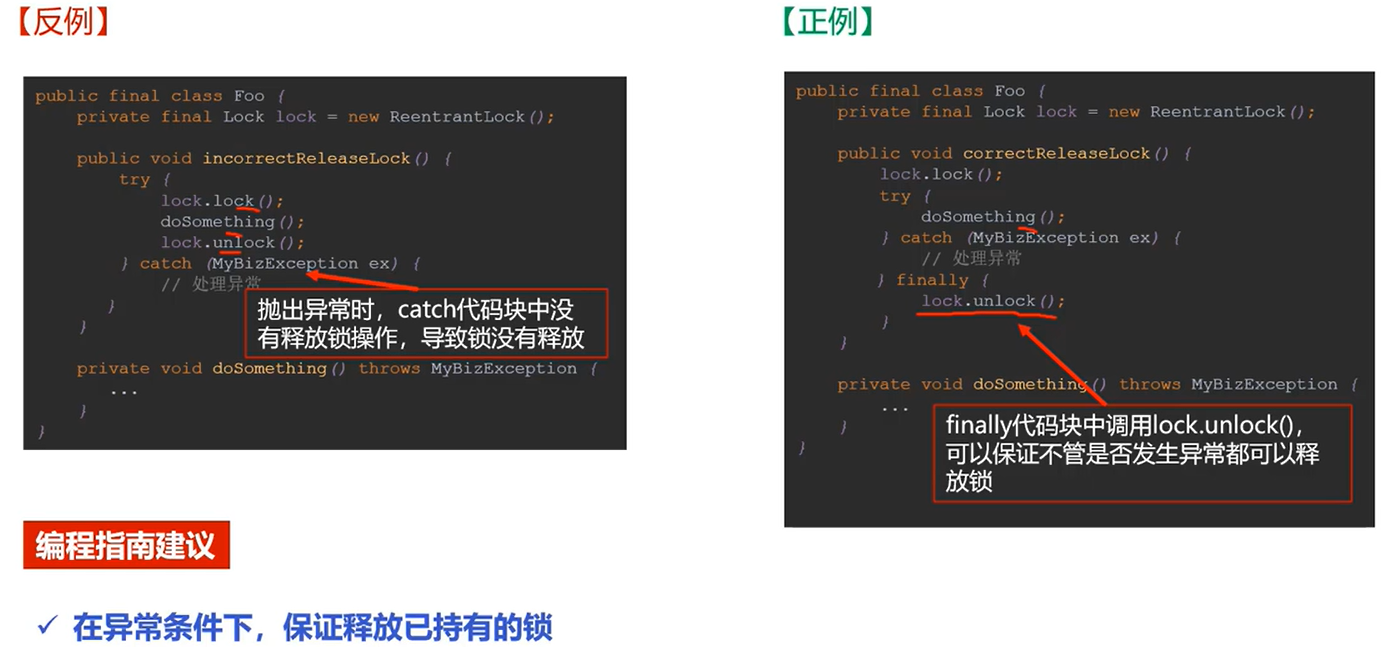 【反例】
public final class Foo {
private final Lock lock = new ReentrantLock();
public void incorrectReleaseLock() {
try {
lock.lock();
doSomething();
lock.unlock();
} catch (MyBizException ex) {
// 处理异常
}
}
抛出异常时，catch代码块中没
有释放锁操作，导致锁没有释放
private void doSomething() throws MyBizException {
...
}
}
【正例】
public final class Foo {
private final Lock lock = new ReentrantLock();
public void correctReleaseLock() {
lock.lock();
try {
doSomething();
} catch (MyBizException ex) {
// 处理异常
} finally {
lock.unlock();
}
}
private void doSomething() throws MyBizException {
...
}
}
finally代码块中调用lock.unlock(),
可以保证不管是否发生异常都可以释
放锁
编程指南建议
✓ 在异常条件下，保证释放已持有的锁